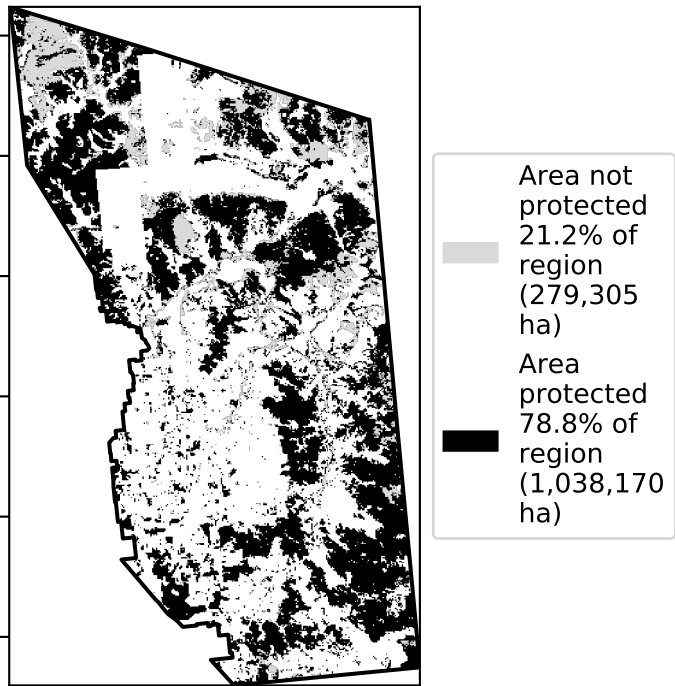 Area not
protected
21.2% of
region
(279,305
ha)
Area
protected
78.8% of
region
(1,038,170
ha)